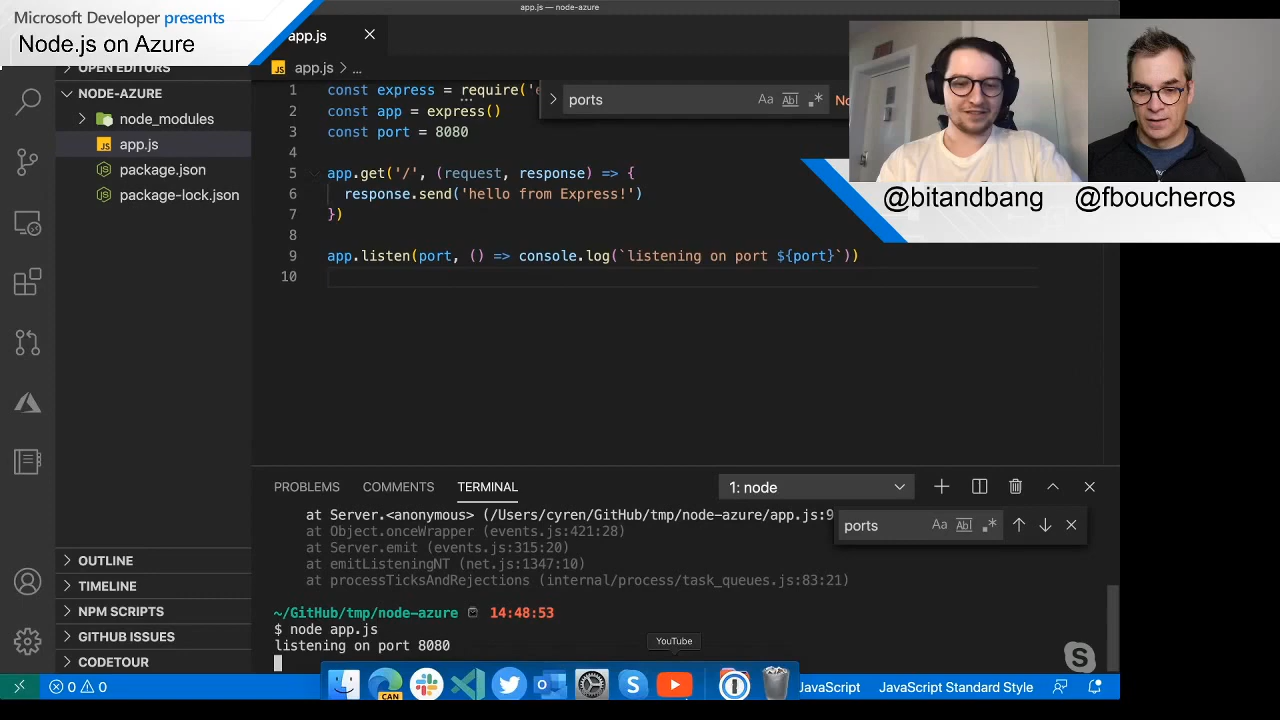 Microsoft Developer presents
Node.js on Azure
app.js — node-azure
app.js
OPEN EDITORS
NODE-AZURE
node_modules
app.js
package.json
package-lock.json
OUTLINE
TIMELINE
NPM SCRIPTS
GITHUB ISSUES
CODETOUR
app.js > ...
1 const express = require('e
2 const app = express()
3 const port = 8080
4
5 app.get('/', (request, response) => {
6 response.send('hello from Express!')
7 })
8
9 app.listen(port, () => console.log(`listening on port ${port}`))
10
ports Aa Abl .* No
@bitandbang @fboucheros
PROBLEMS COMMENTS TERMINAL 1: node
ports Aa Abl .*
at Server.<anonymous> (/Users/cyren/GitHub/tmp/node-azure/app.js:9
at Object.onceWrapper (events.js:421:28)
at Server.emit (events.js:315:20)
at emitListeningNT (net.js:1347:10)
at processTicksAndRejections (internal/process/task_queues.js:83:21)
~/GitHub/tmp/node-azure 14:48:53
$ node app.js
listening on port 8080
YouTube
CAN
0 0 JavaScript JavaScript Standard Style